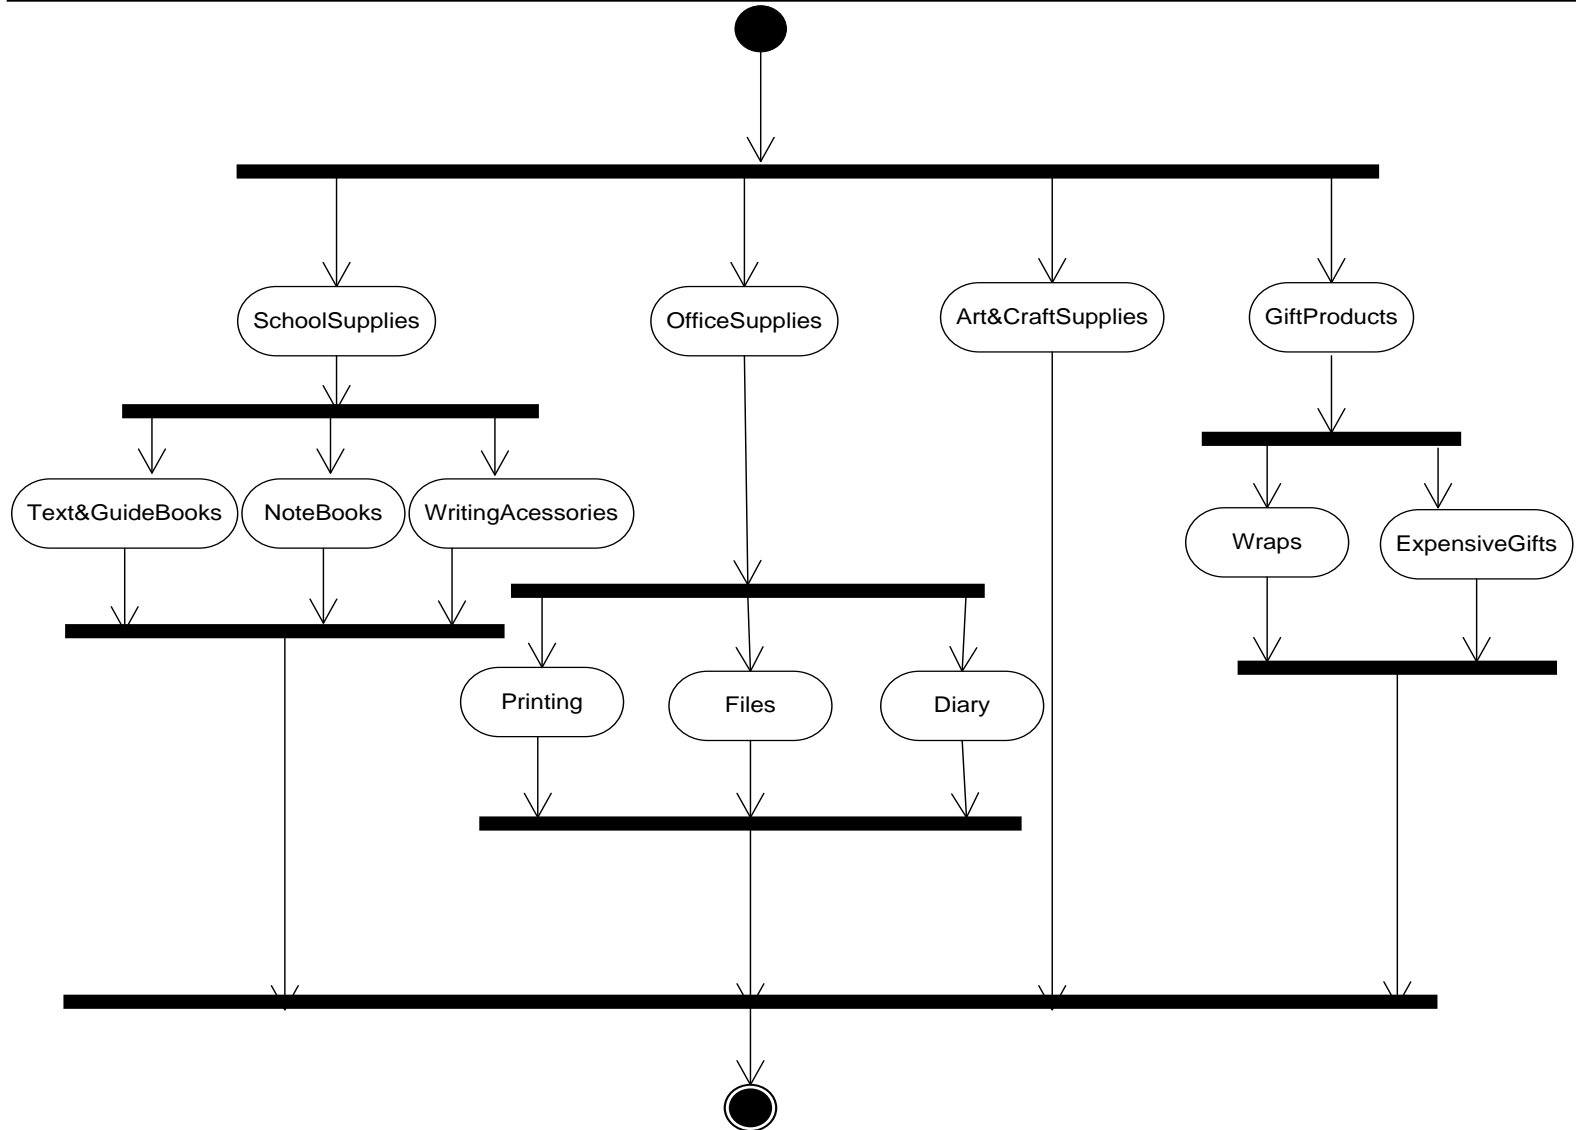 SchoolSupplies
OfficeSupplies
Art&CraftSupplies
GiftProducts
Text&GuideBooks
NoteBooks
WritingAcessories
Wraps
ExpensiveGifts
Printing
Files
Diary